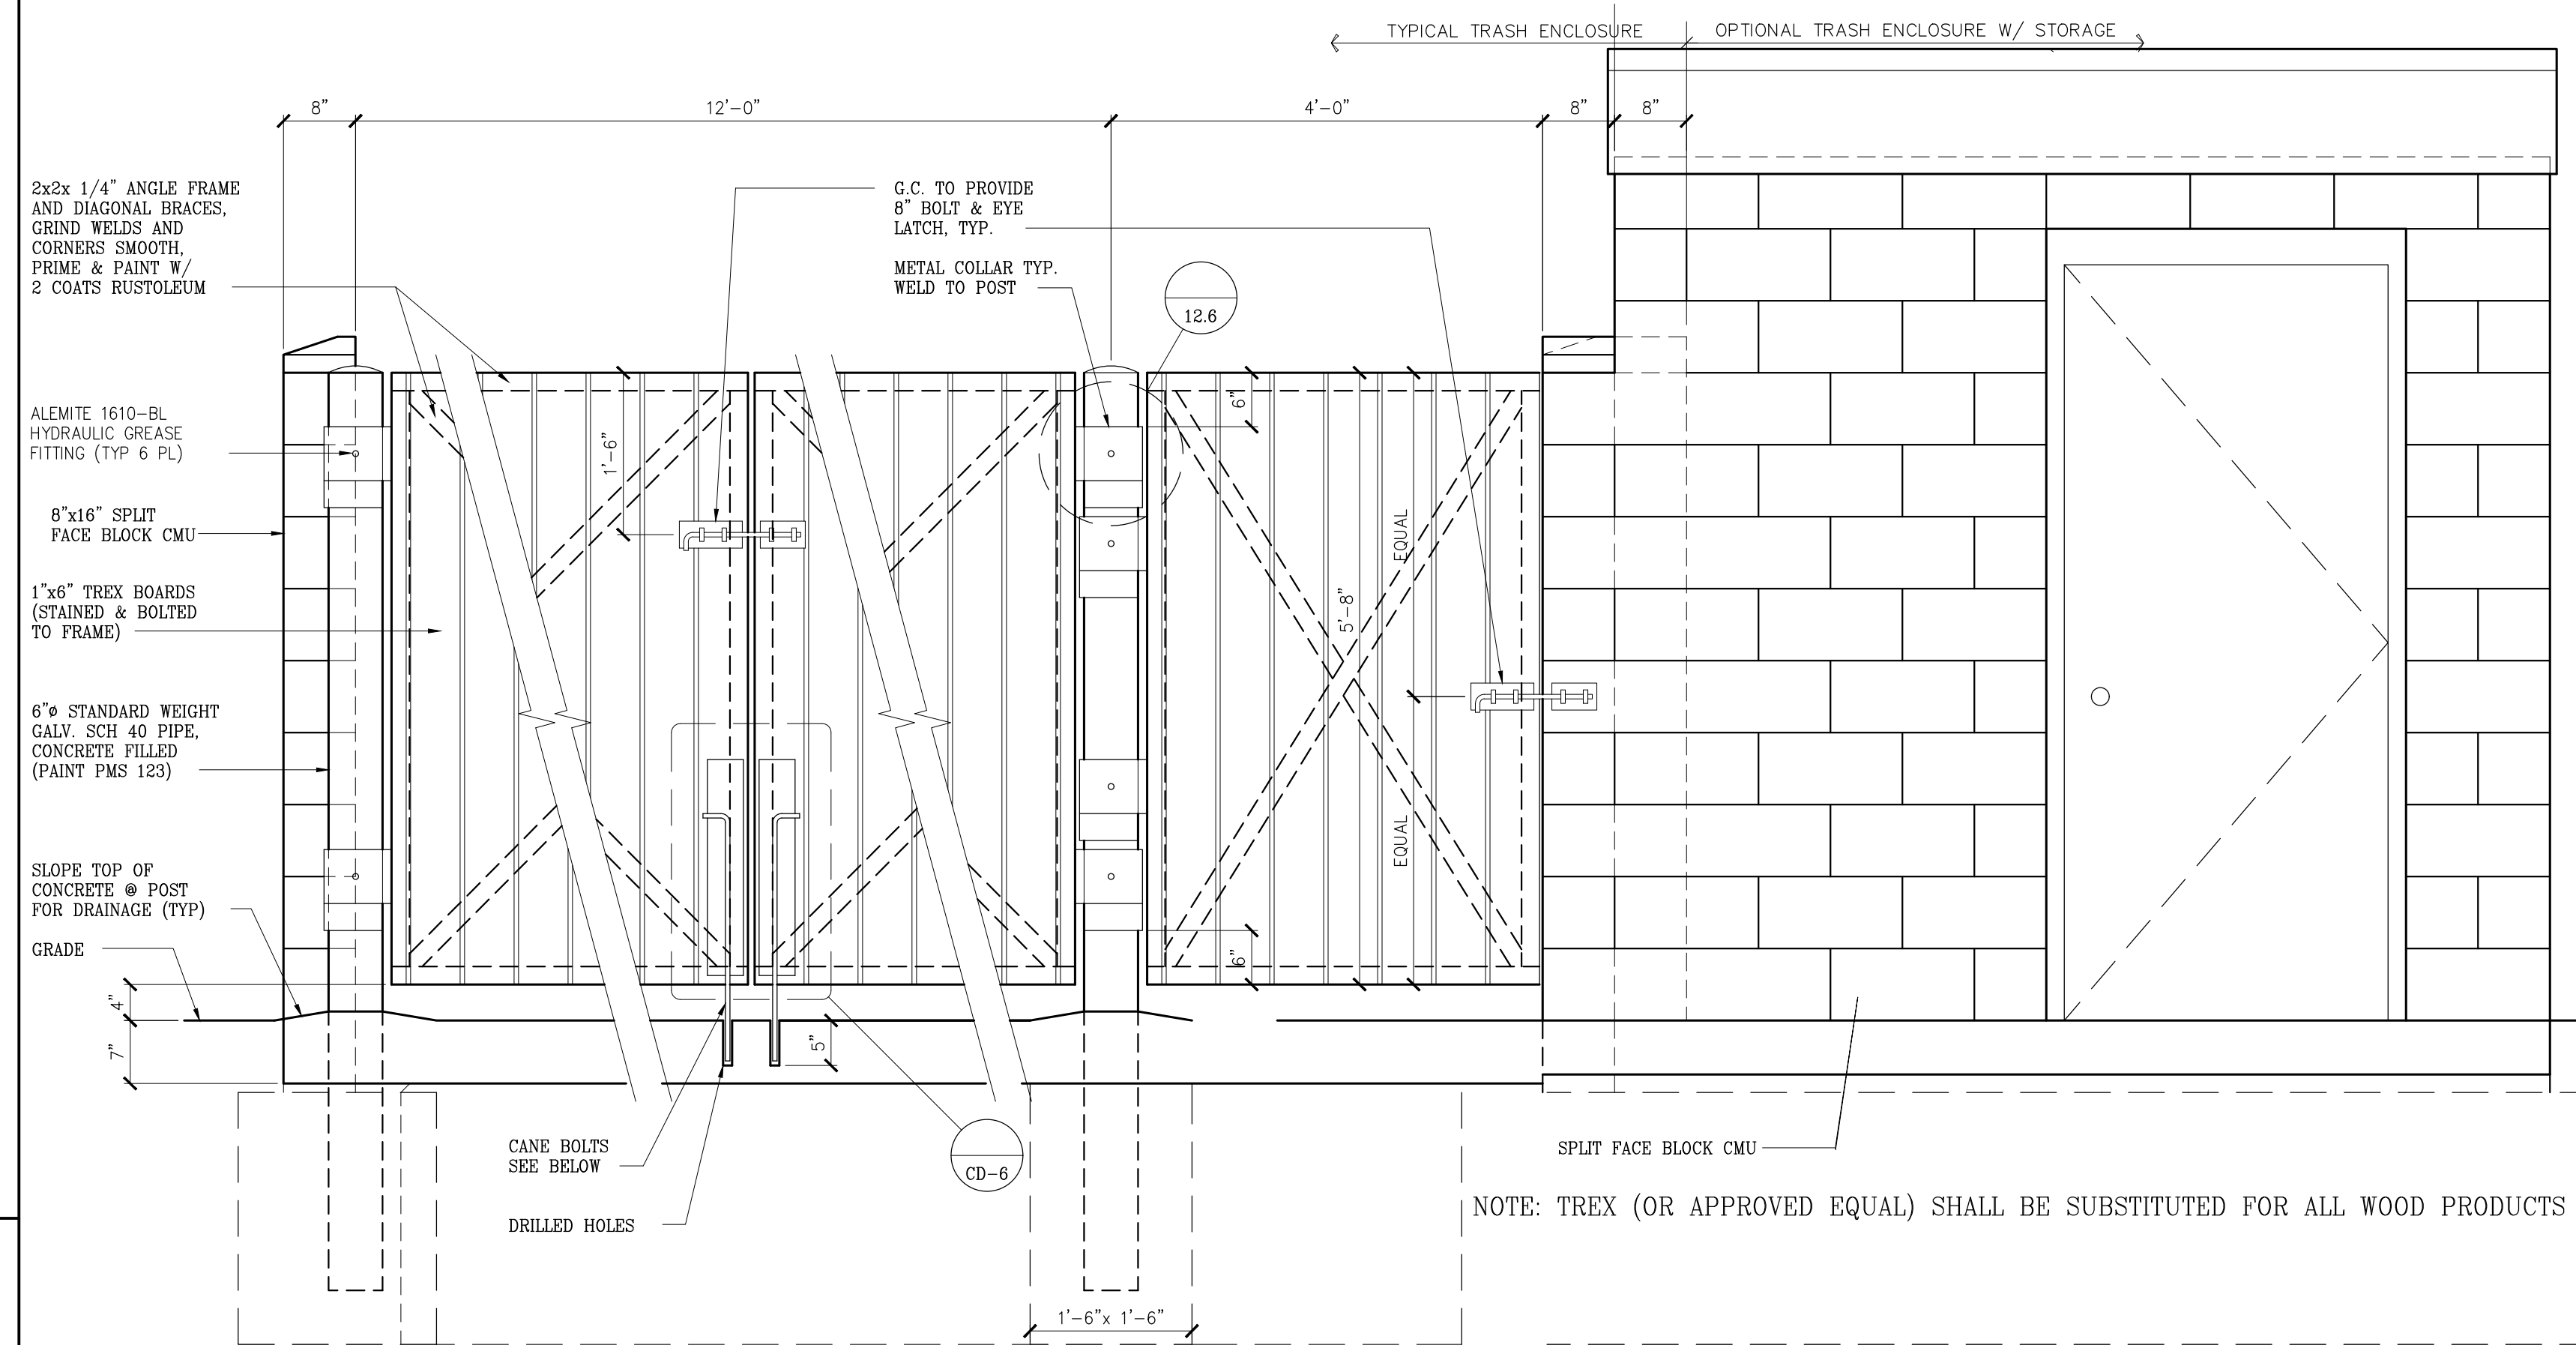 TYPICAL TRASH ENCLOSURE
OPTIONAL TRASH ENCLOSURE W/ STORAGE
8"
12'-0"
4'-0"
8"
8"
2x2x 1/4" ANGLE FRAME
AND DIAGONAL BRACES,
GRIND WELDS AND
CORNERS SMOOTH,
PRIME & PAINT W/
2 COATS RUSTOLEUM
G.C. TO PROVIDE
8" BOLT & EYE
LATCH, TYP.
METAL COLLAR TYP.
WELD TO POST
12.6
ALEMITE 1610-BL
HYDRAULIC GREASE
FITTING (TYP 6 PL)
1'-6"
6"
8"x16" SPLIT
FACE BLOCK CMU
EQUAL
1"x6" TREX BOARDS
(STAINED & BOLTED
TO FRAME)
5'-8"
6"ø STANDARD WEIGHT
GALV. SCH 40 PIPE,
CONCRETE FILLED
(PAINT PMS 123)
EQUAL
SLOPE TOP OF
CONCRETE @ POST
FOR DRAINAGE (TYP)
GRADE
6"
4"
7"
5"
CANE BOLTS
SEE BELOW
CD-6
DRILLED HOLES
SPLIT FACE BLOCK CMU
NOTE: TREX (OR APPROVED EQUAL) SHALL BE SUBSTITUTED FOR ALL WOOD PRODUCTS
1'-6"x 1'-6"